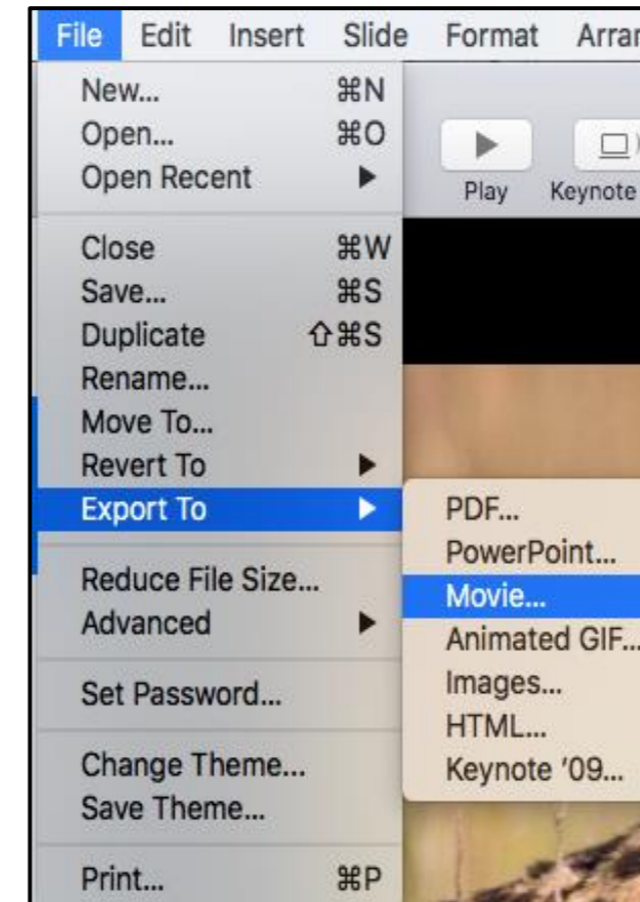 File Edit Insert Slide Format Arran
New... ⌘N
Open... ⌘O
Open Recent ▶
Close ⌘W
Save... ⌘S
Duplicate ⇧⌘S
Rename...
Move To...
Revert To ▶
Export To ▶
Reduce File Size...
Advanced ▶
Set Password...
Change Theme...
Save Theme...
Print... ⌘P
Play Keynote
PDF...
PowerPoint...
Movie...
Animated GIF...
Images...
HTML...
Keynote '09...